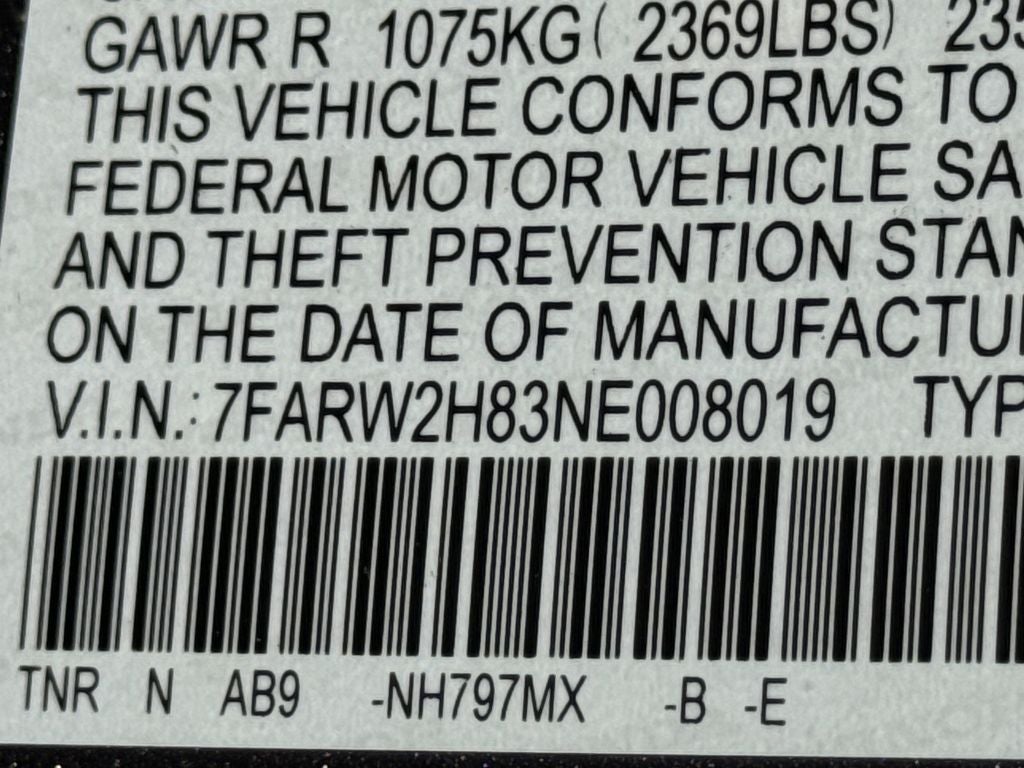 GAWR R 1075KG( 2369LBS) 235
THIS VEHICLE CONFORMS TO
FEDERAL MOTOR VEHICLE SA
AND THEFT PREVENTION STAN
ON THE DATE OF MANUFACTU
V.I.N.: 7FARW2H83NE008019 TYP
TNR N AB9 -NH797MX -B -E